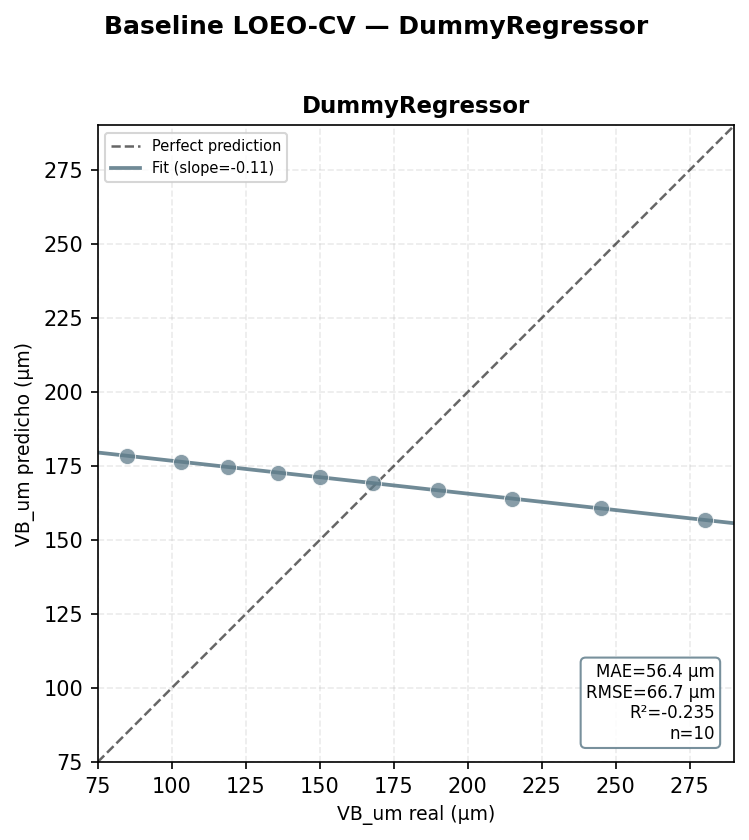 Baseline LOEO-CV — DummyRegressor
DummyRegressor
Perfect prediction
Fit (slope=-0.11)
275
250
225
200
175
150
125
100
75
VB_um predicho (µm)
MAE=56.4 µm
RMSE=66.7 µm
R²=-0.235
n=10
75 100 125 150 175 200 225 250 275
VB_um real (µm)